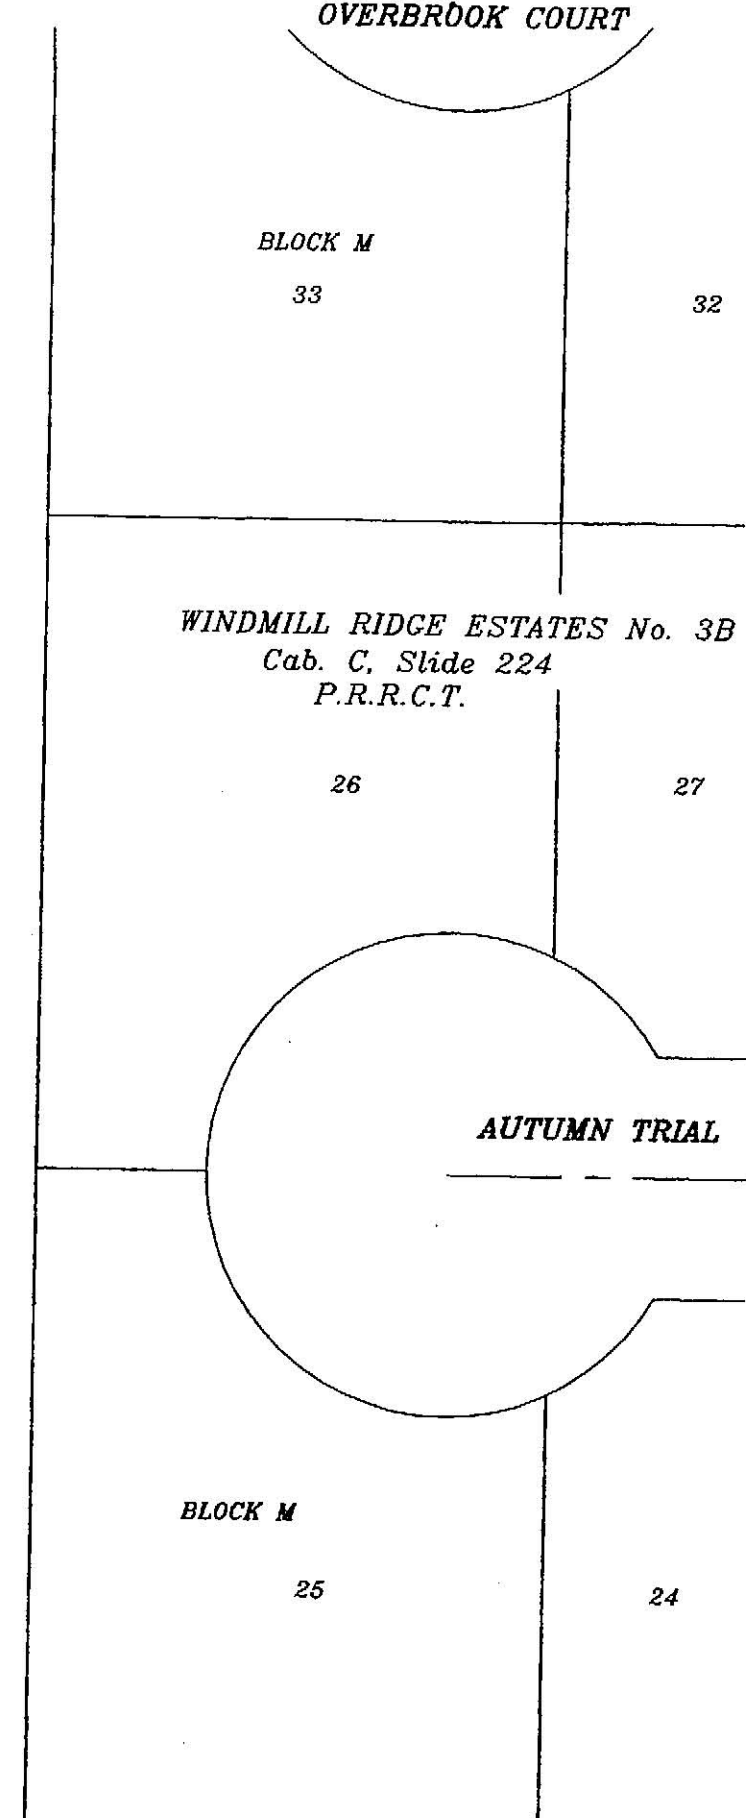 OVERBROOK COURT
BLOCK M
33
32
WINDMILL RIDGE ESTATES No. 3B
Cab. C, Slide 224
P.R.R.C.T.
26
27
AUTUMN TRIAL
BLOCK M
25
24